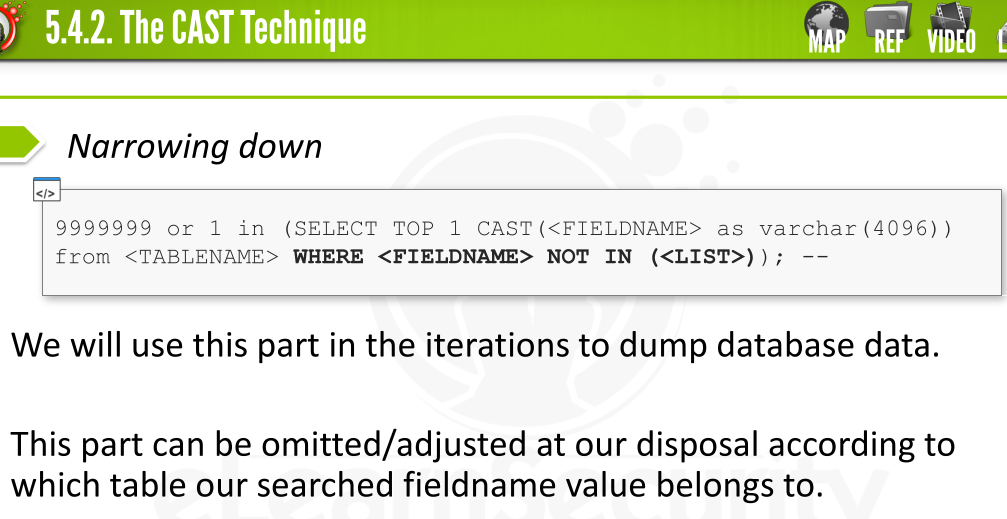 5.4.2. The CAST Technique
MAP REF VIDEO
Narrowing down
</>
9999999 or 1 in (SELECT TOP 1 CAST(<FIELDNAME> as varchar(4096))
from <TABLENAME> WHERE <FIELDNAME> NOT IN (<LIST>)); --
We will use this part in the iterations to dump database data.
This part can be omitted/adjusted at our disposal according to
which table our searched fieldname value belongs to.
eLearnSecurity